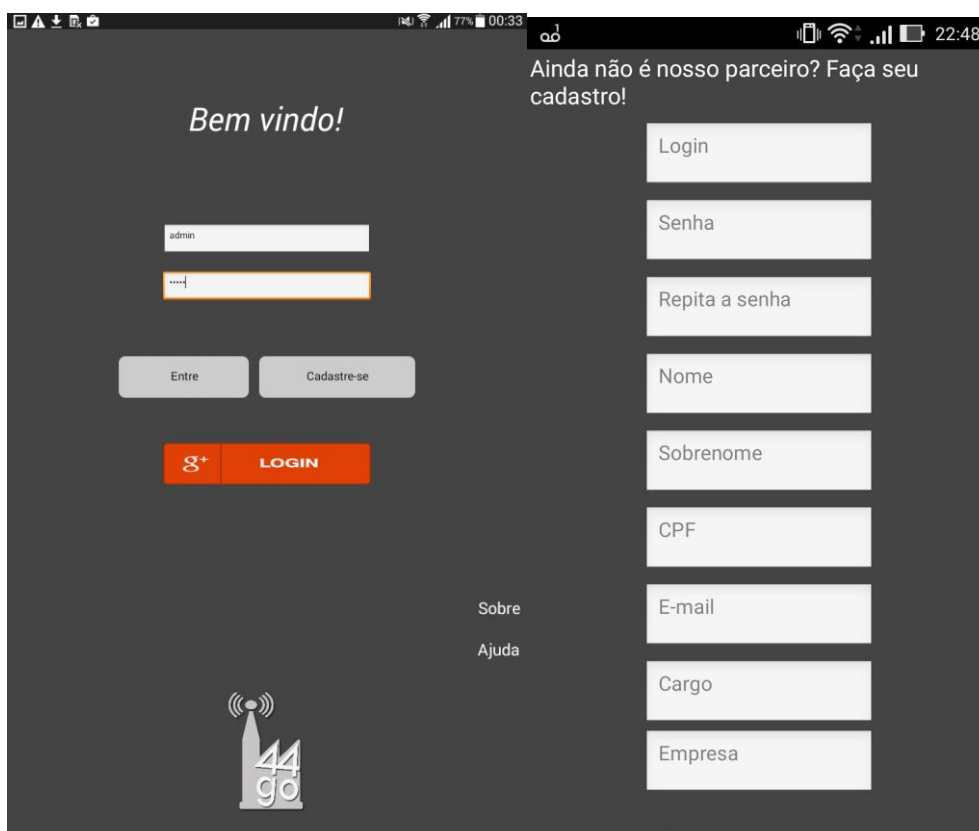 77% 00:33
Bem vindo!
admin
•••••
Entre
Cadastre-se
g+ LOGIN
Sobre
Ajuda
44
go
22:48
Ainda não é nosso parceiro? Faça seu
cadastro!
Login
Senha
Repita a senha
Nome
Sobrenome
CPF
E-mail
Cargo
Empresa